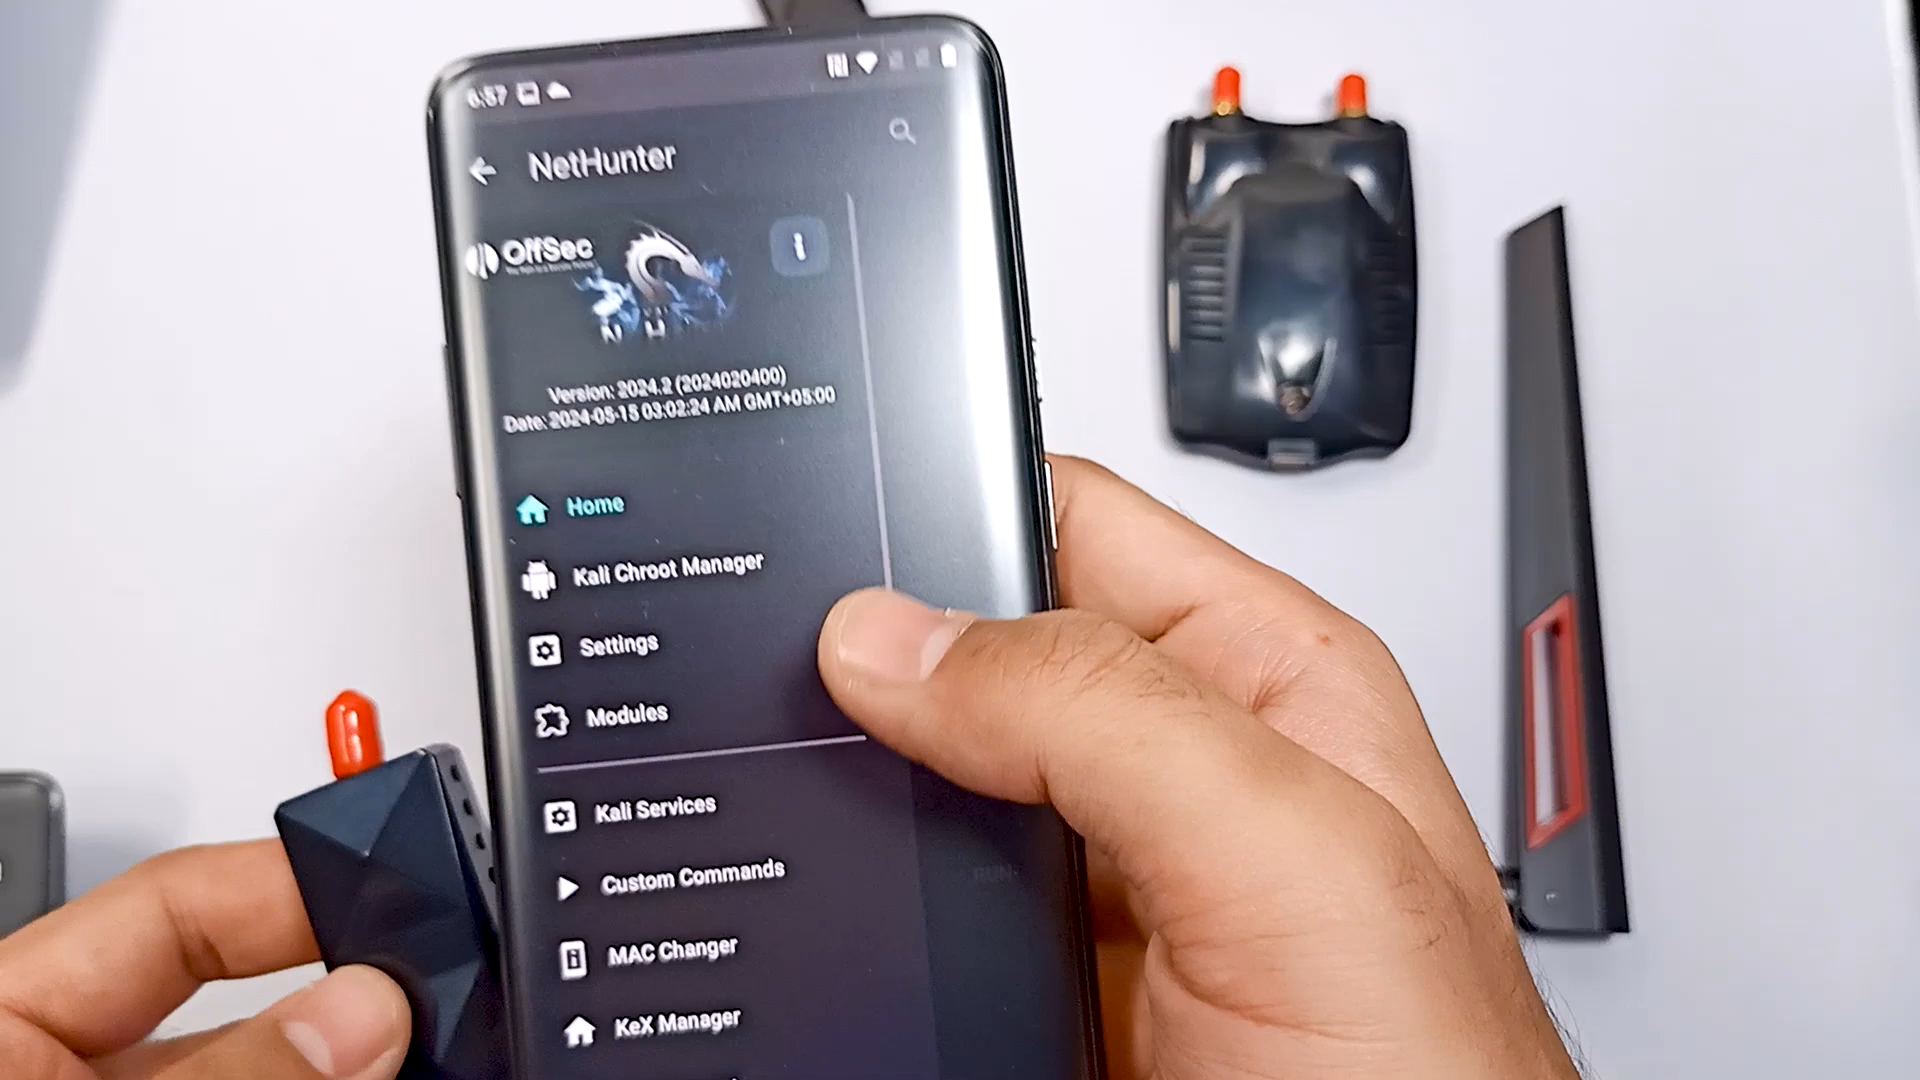 6:57
NetHunter
OffSec
Version: 2024.2 (2024020400)
Date: 2024-05-15 03:02:24 AM GMT+05:00
Home
Kali Chroot Manager
Settings
Modules
Kali Services
Custom Commands
RUN
MAC Changer
KeX Manager